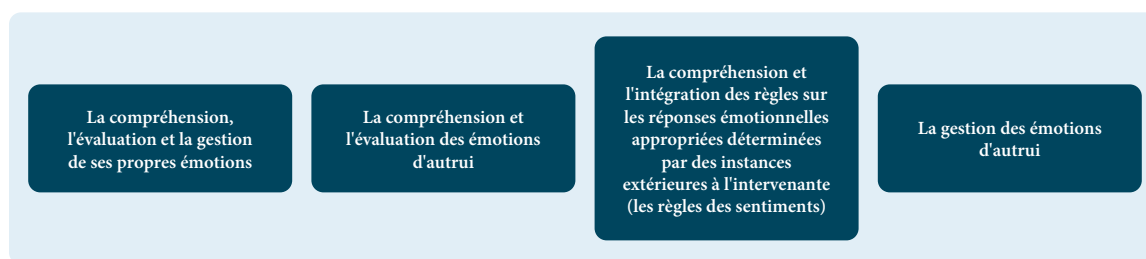 La compréhension,
l'évaluation et la gestion
de ses propres émotions
La compréhension et
l'évaluation des émotions
d'autrui
La compréhension et
l'intégration des règles sur
les réponses émotionnelles
appropriées déterminées
par des instances
extérieures à l'intervenante
(les règles des sentiments)
La gestion des émotions
d'autrui